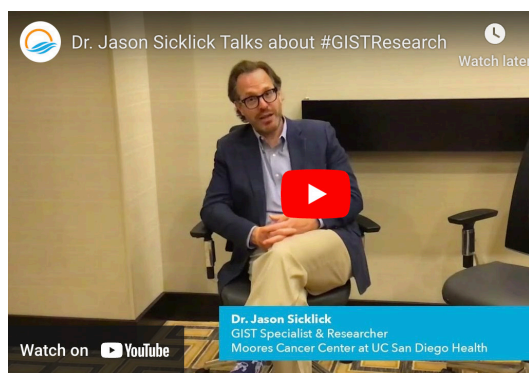 Dr. Jason Sicklick Talks about #GISTResearch
Watch later
Dr. Jason Sicklick
GIST Specialist & Researcher
Moores Cancer Center at UC San Diego Health
Watch on YouTube